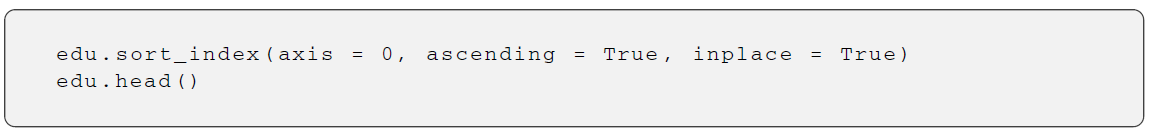 edu.sort_index(axis = 0, ascending = True, inplace = True)
edu.head()